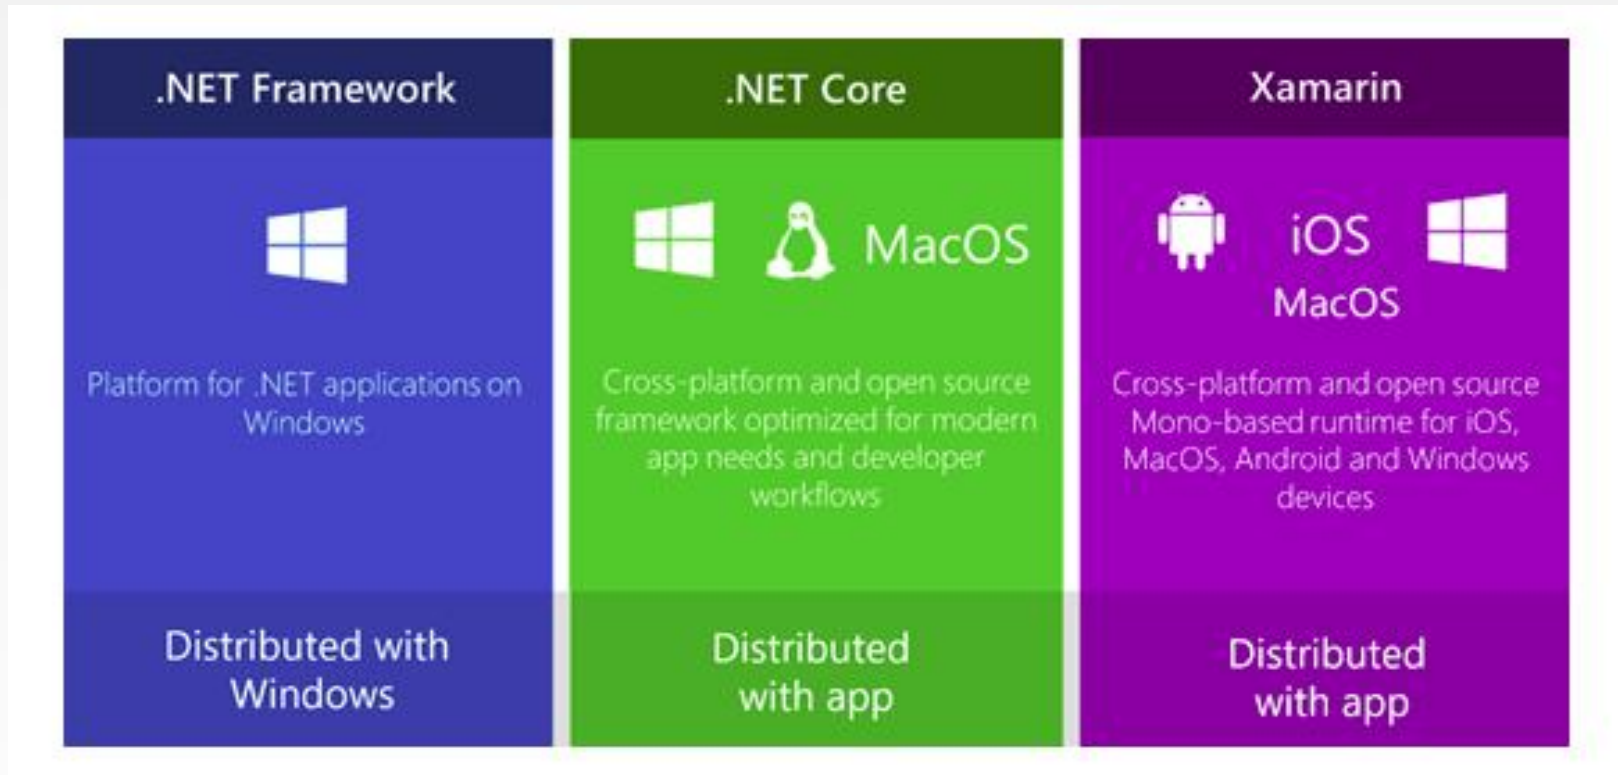 .NET Framework
Platform for .NET applications on
Windows
Distributed with
Windows
.NET Core
MacOS
Cross-platform and open source
framework optimized for modern
app needs and developer
workflows
Distributed
with app
Xamarin
iOS
MacOS
Cross-platform and open source
Mono-based runtime for iOS,
MacOS, Android and Windows
devices
Distributed
with app